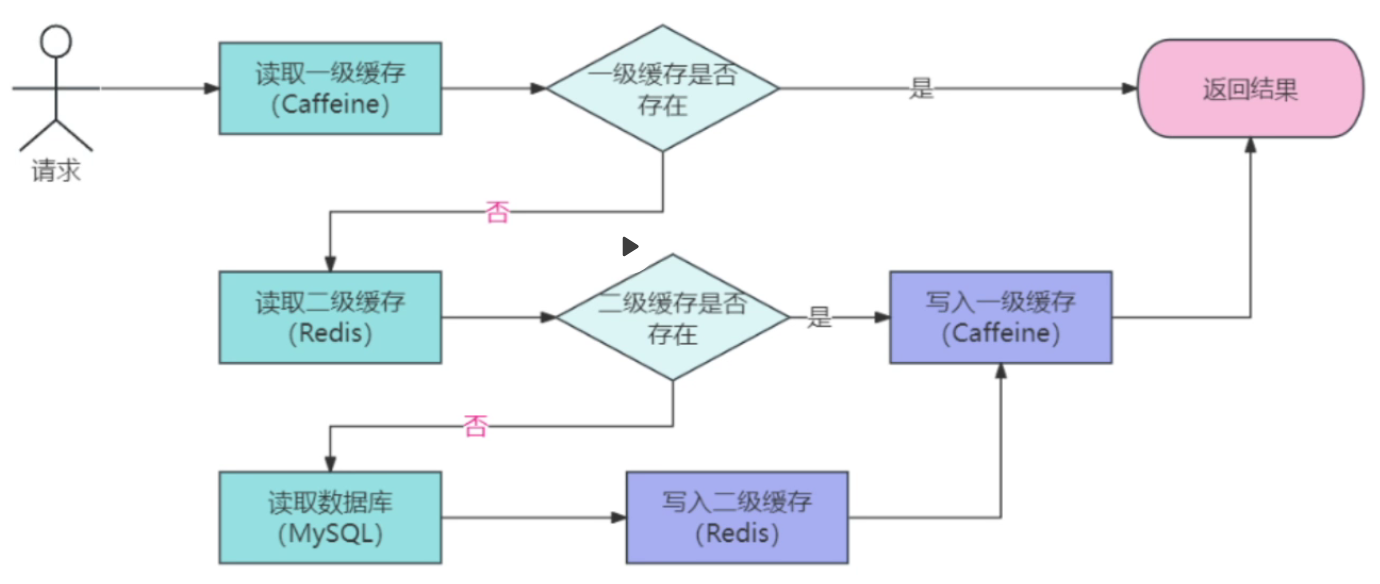 读取一级缓存
（Caffeine）
一级缓存是否
存在
是
返回结果
请求
否
读取二级缓存
（Redis）
二级缓存是否
存在
是
写入一级缓存
（Caffeine）
否
读取数据库
（MySQL）
写入二级缓存
（Redis）